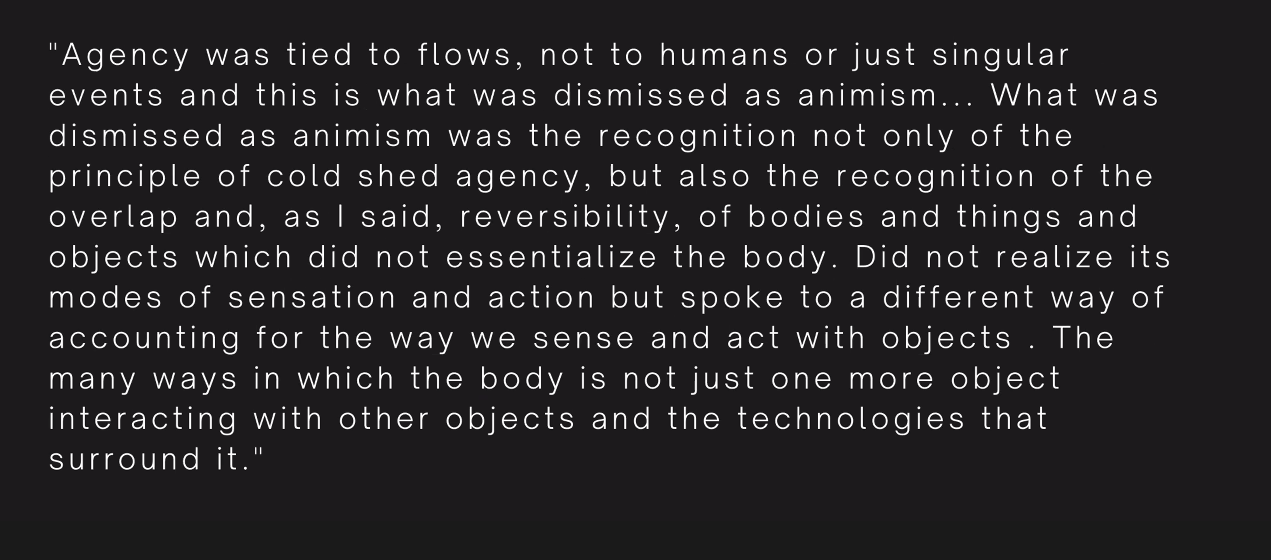 "Agency was tied to flows, not to humans or just singular
events and this is what was dismissed as animism... What was
dismissed as animism was the recognition not only of the
principle of cold shed agency, but also the recognition of the
overlap and, as I said, reversibility, of bodies and things and
objects which did not essentialize the body. Did not realize its
modes of sensation and action but spoke to a different way of
accounting for the way we sense and act with objects . The
many ways in which the body is not just one more object
interacting with other objects and the technologies that
surround it."